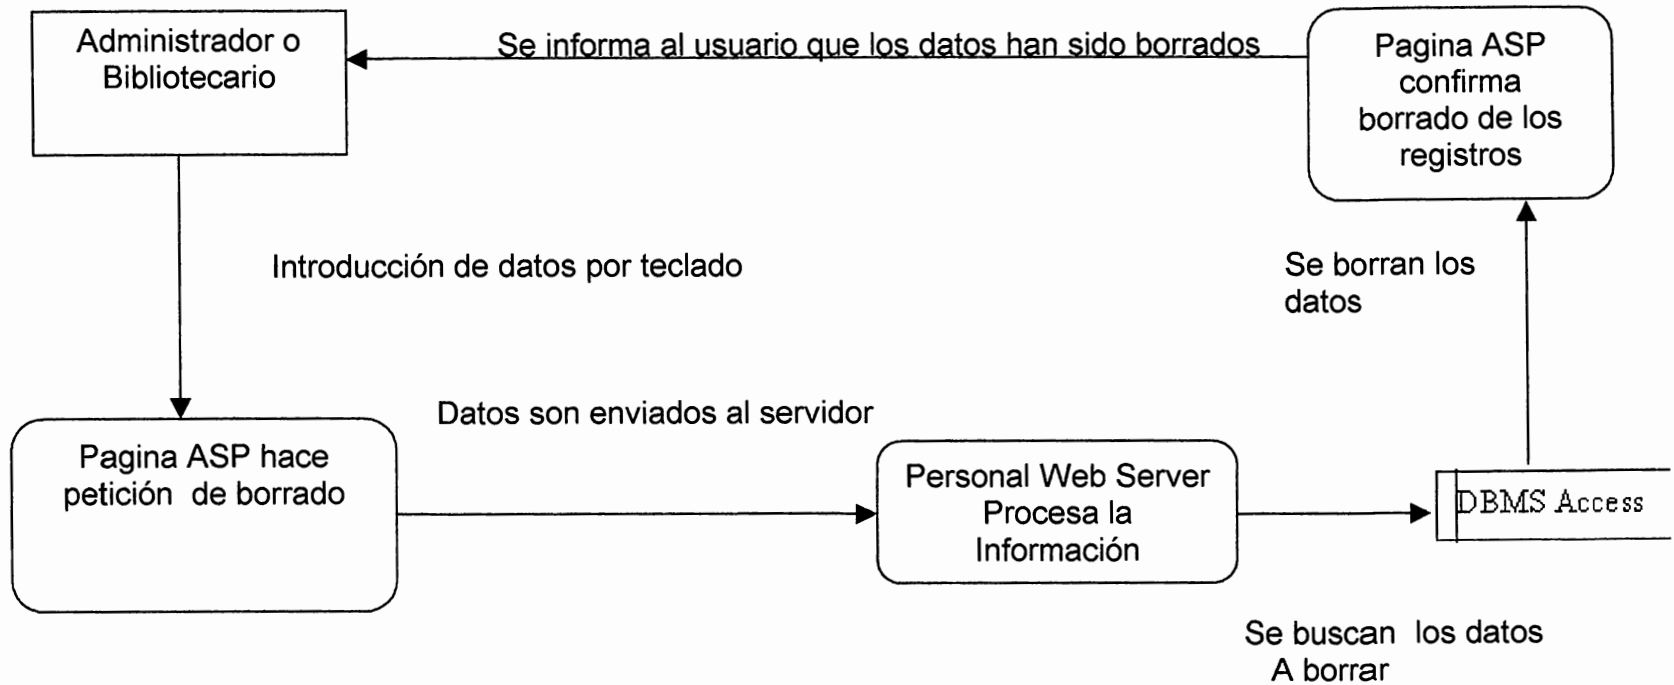 Administrador o
Bibliotecario
Se informa al usuario que los datos han sido borrados
Pagina ASP
confirma
borrado de los
registros
Introducción de datos por teclado
Se borran los
datos
Datos son enviados al servidor
Pagina ASP hace
petición de borrado
Personal Web Server
Procesa la
Información
DBMS Access
Se buscan los datos
A borrar